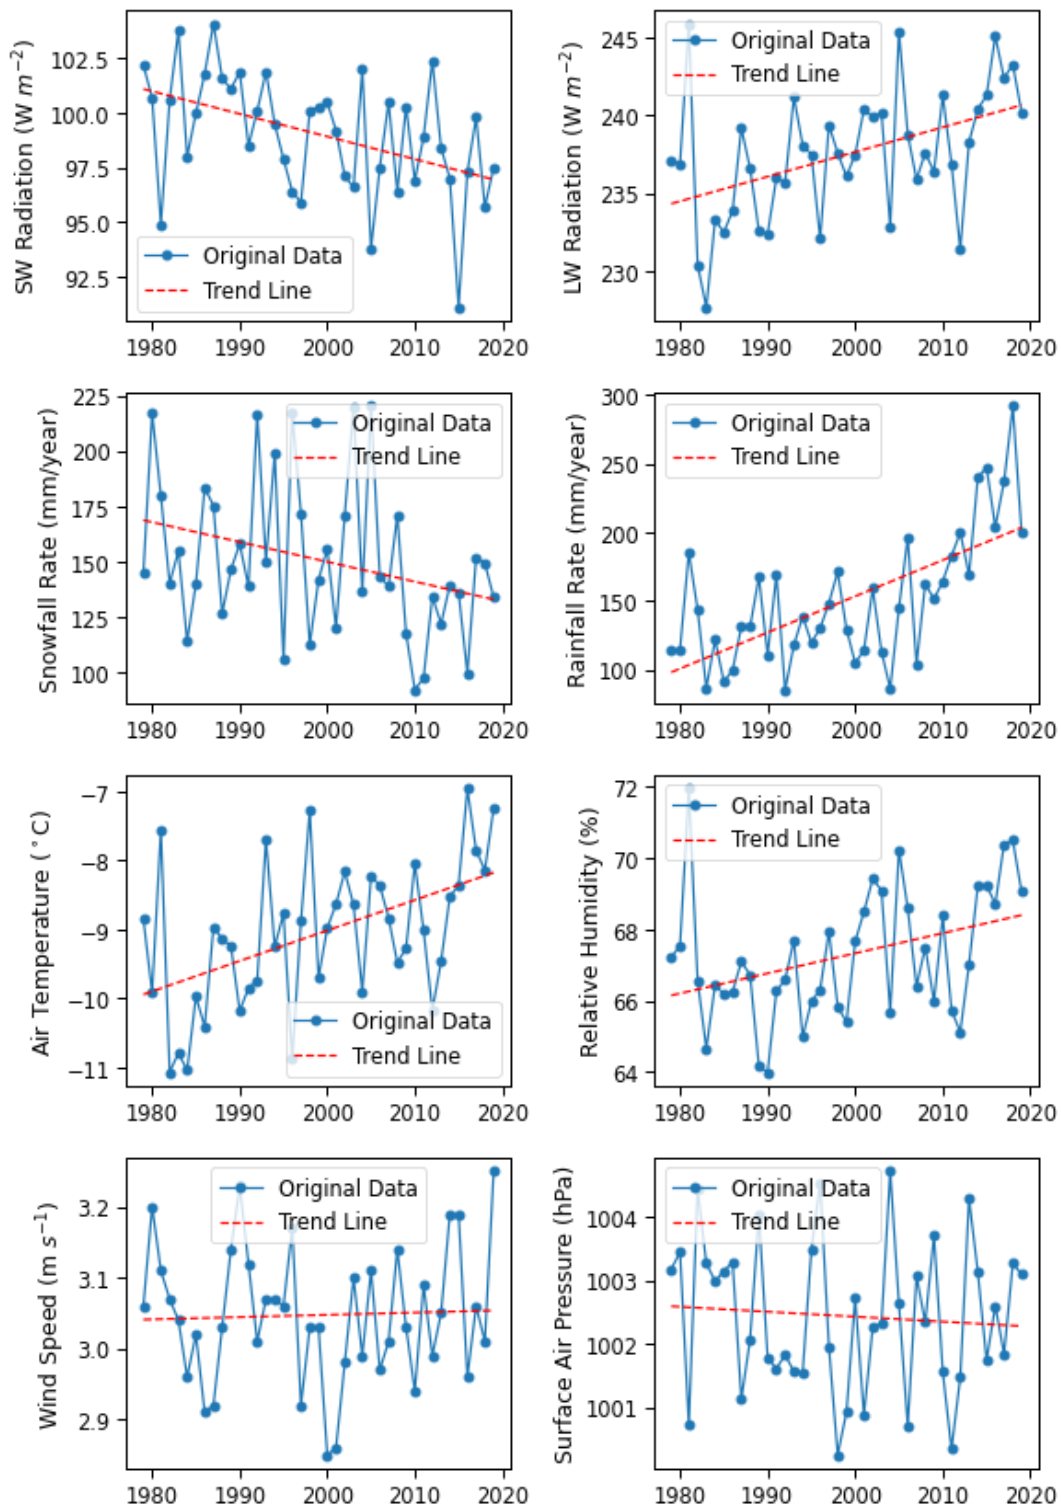 SW Radiation (W m⁻²)
102.5
100.0
97.5
95.0
92.5
Original Data
Trend Line
1980 1990 2000 2010 2020
LW Radiation (W m⁻²)
245
240
235
230
Original Data
Trend Line
1980 1990 2000 2010 2020
Snowfall Rate (mm/year)
225
200
175
150
125
100
Original Data
Trend Line
1980 1990 2000 2010 2020
Rainfall Rate (mm/year)
300
250
200
150
100
Original Data
Trend Line
1980 1990 2000 2010 2020
Air Temperature (°C)
−7
−8
−9
−10
−11
Original Data
Trend Line
1980 1990 2000 2010 2020
Relative Humidity (%)
72
70
68
66
64
Original Data
Trend Line
1980 1990 2000 2010 2020
Wind Speed (m s⁻¹)
3.2
3.1
3.0
2.9
Original Data
Trend Line
1980 1990 2000 2010 2020
Surface Air Pressure (hPa)
1004
1003
1002
1001
Original Data
Trend Line
1980 1990 2000 2010 2020